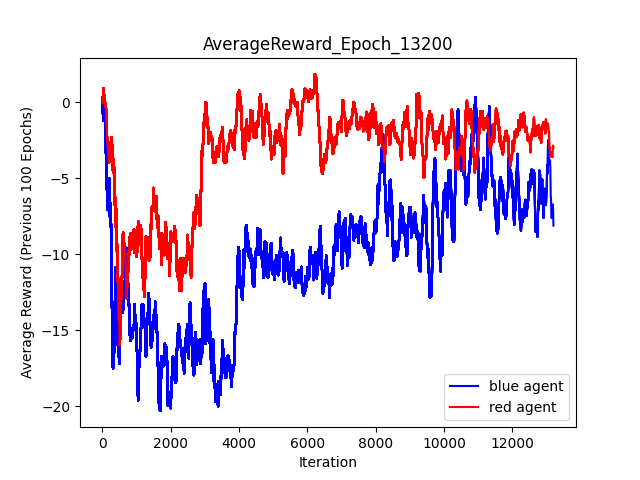 AverageReward_Epoch_13200
Average Reward (Previous 100 Epochs)
0
−5
−10
−15
−20
0
2000
4000
6000
8000
10000
12000
Iteration
blue agent
red agent